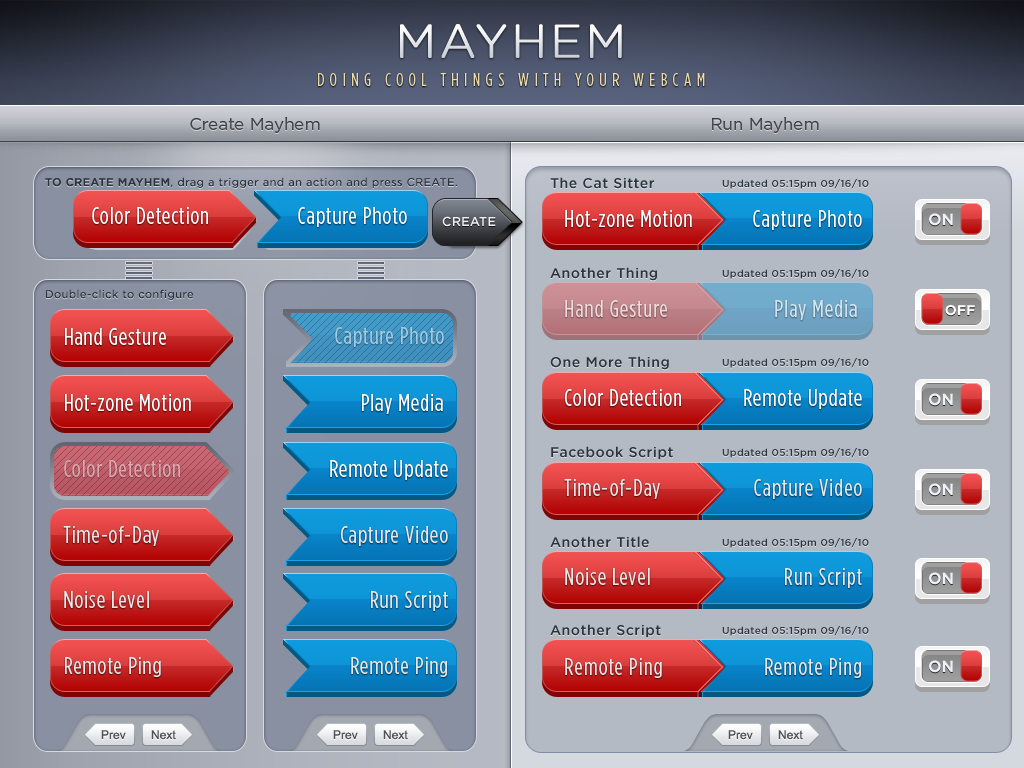 MAYHEM
DOING COOL THINGS WITH YOUR WEBCAM
Create Mayhem
Run Mayhem
TO CREATE MAYHEM, drag a trigger and an action and press CREATE.
Color Detection
Capture Photo
CREATE
Double-click to configure
Hand Gesture
Hot-zone Motion
Color Detection
Time-of-Day
Noise Level
Remote Ping
Prev
Next
Capture Photo
Play Media
Remote Update
Capture Video
Run Script
Remote Ping
Prev
Next
The Cat Sitter
Updated 05:15pm 09/16/10
Hot-zone Motion
Capture Photo
ON
Another Thing
Updated 05:15pm 09/16/10
Hand Gesture
Play Media
OFF
One More Thing
Updated 05:15pm 09/16/10
Color Detection
Remote Update
ON
Facebook Script
Updated 05:15pm 09/16/10
Time-of-Day
Capture Video
ON
Another Title
Updated 05:15pm 09/16/10
Noise Level
Run Script
ON
Another Script
Updated 05:15pm 09/16/10
Remote Ping
Remote Ping
ON
Prev
Next